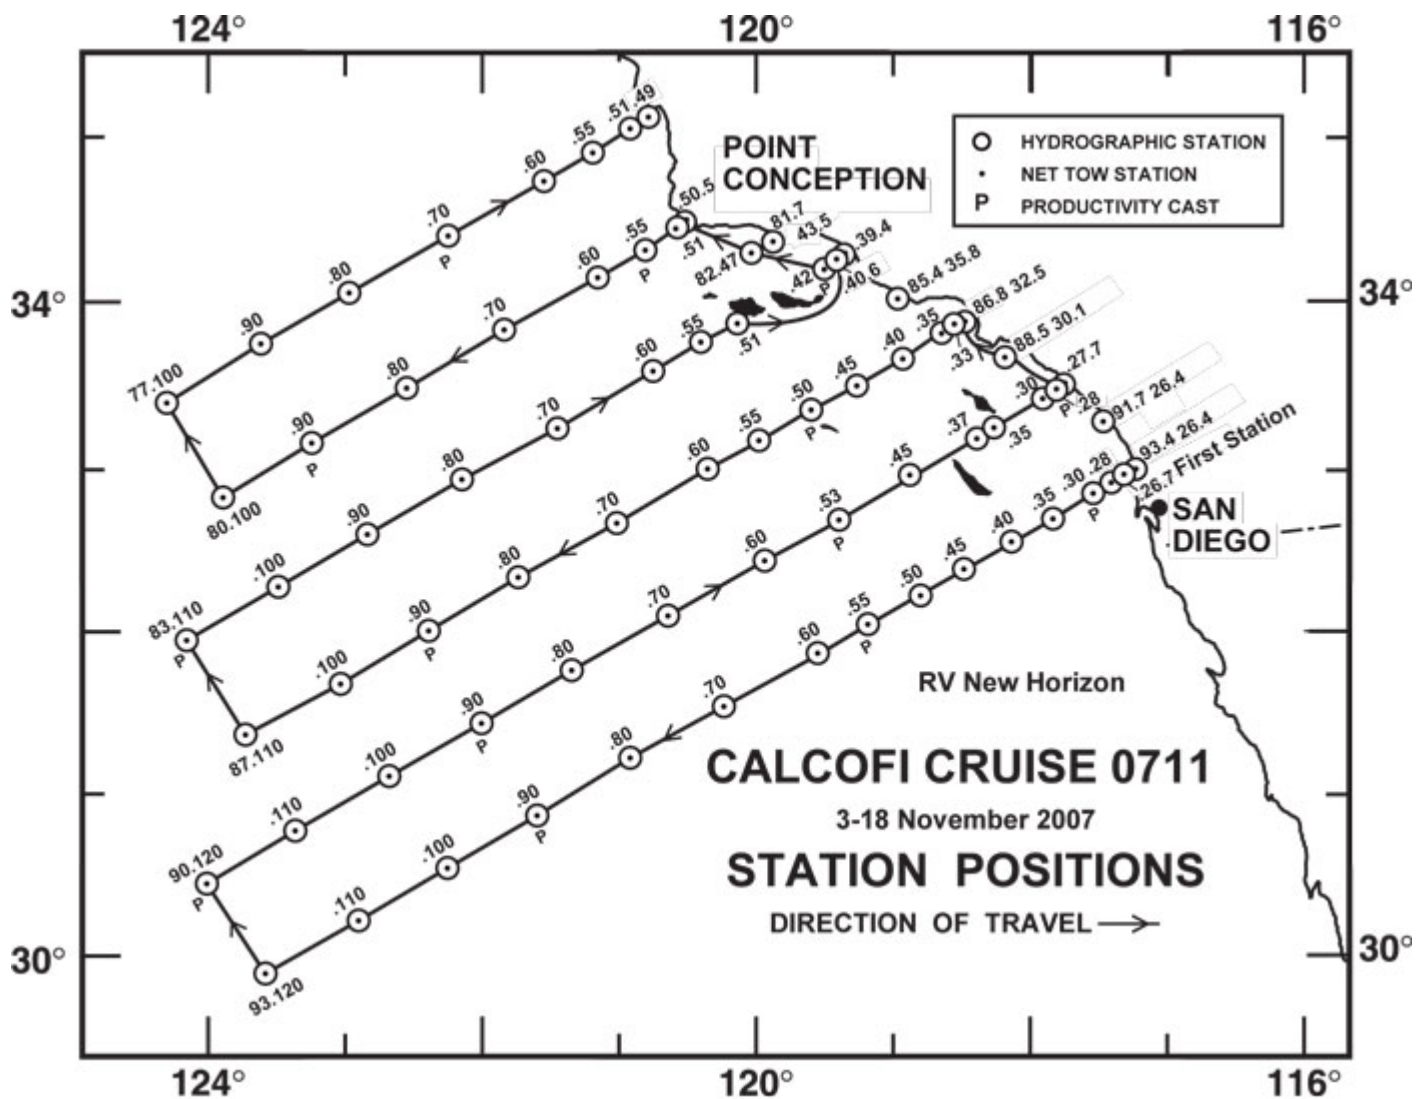 124° 120° 116°
.51 .49
.55
.60
.70
P
.80
.90
77.100
POINT
CONCEPTION
HYDROGRAPHIC STATION
NET TOW STATION
P PRODUCTIVITY CAST
.50.5
.51
.55
P
.60
.70
.80
.90
P
80.100
81.7 43.5
82.47
.42
P
.39.4
.40.6
34° 34°
85.4 35.8
86.8 32.5
88.5 30.1
.51
.55
.60
.70
.80
.90
.100
83.110
P
.33
.35
.40
.45
.50
P
.55
.60
.70
.80
.90
P
.100
87.110
.27.7
.28
P
.30
.35
.37
.45
.53
P
.60
.70
.80
.90
P
.100
.110
90.120
P
91.7 26.4
93.4 26.4
First Station
.26.7
.28
.30
P
.35
.40
.45
.50
.55
P
.60
.70
.80
.90
P
.100
.110
93.120
SAN
DIEGO
RV New Horizon
CALCOFI CRUISE 0711
3-18 November 2007
STATION POSITIONS
DIRECTION OF TRAVEL
30° 30°
124° 120° 116°